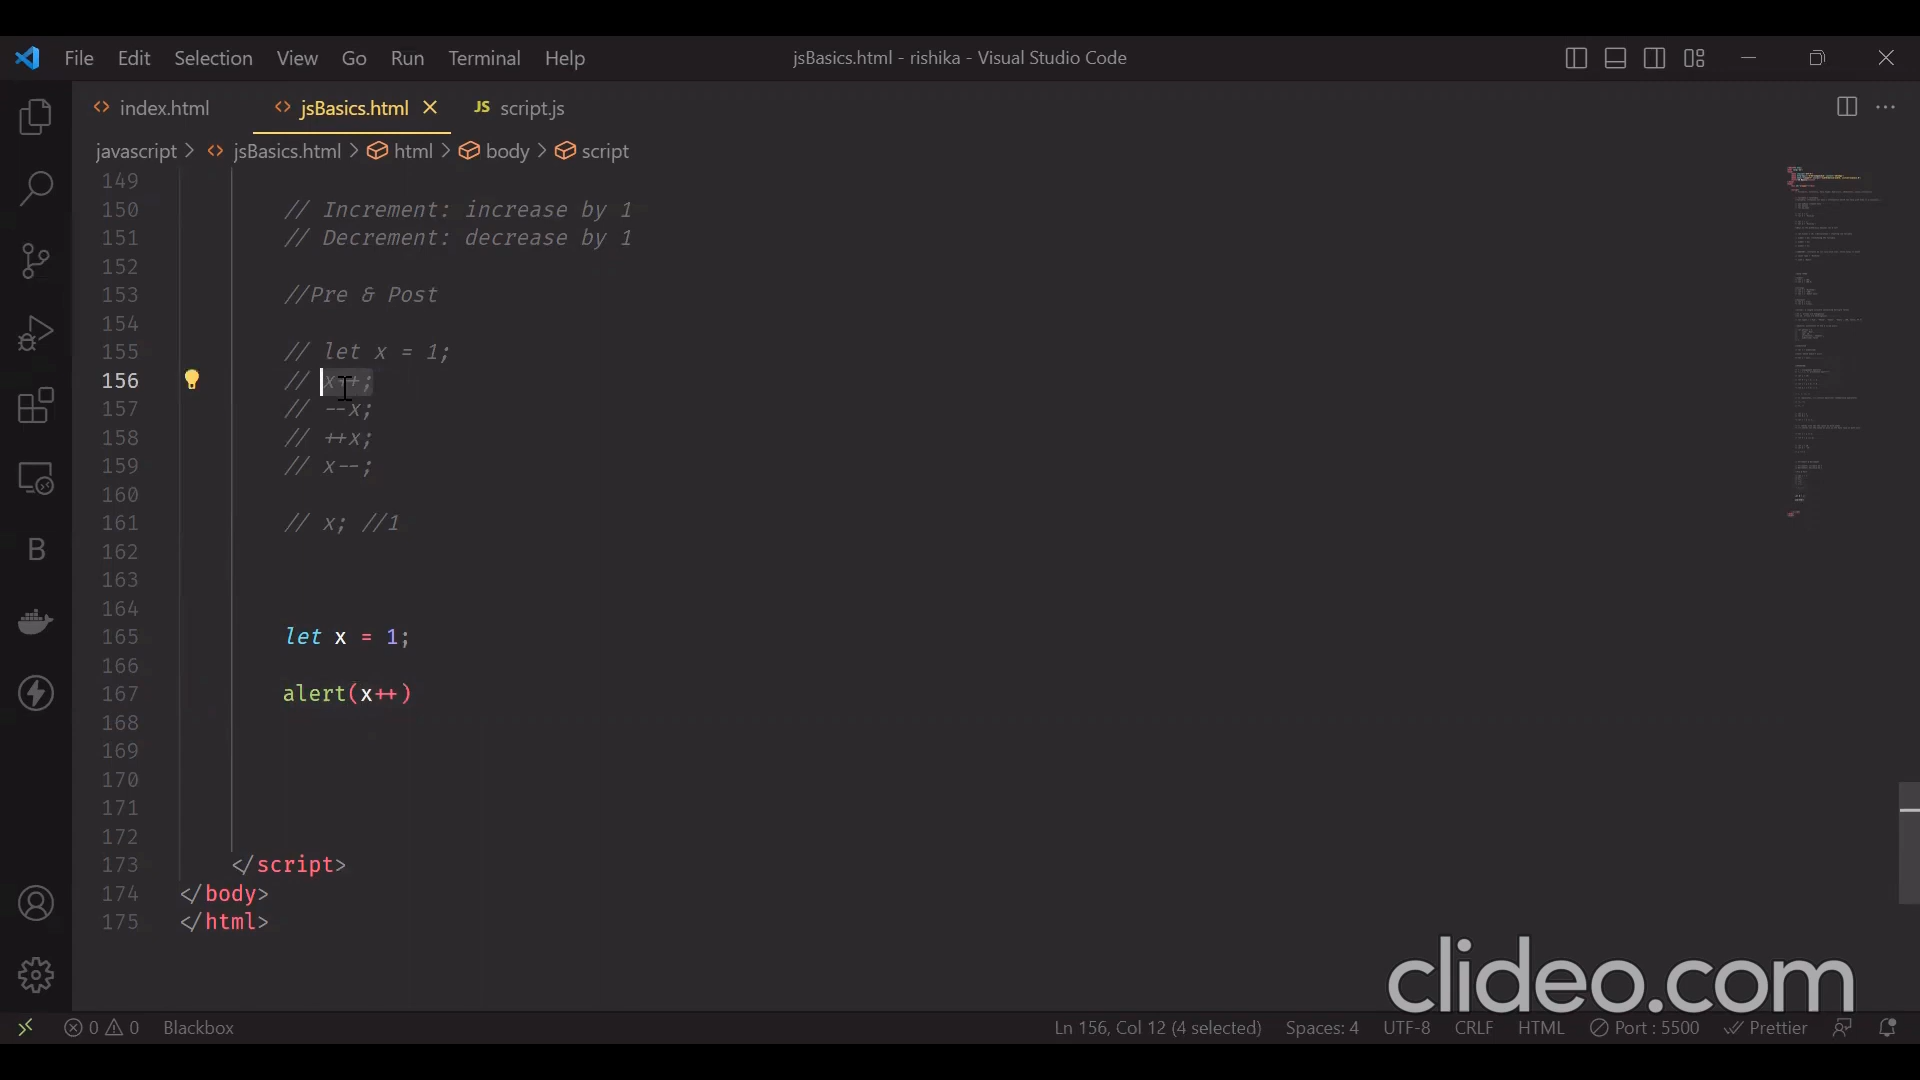 File Edit Selection View Go Run Terminal Help jsBasics.html - rishika - Visual Studio Code
index.html jsBasics.html JS script.js
javascript > jsBasics.html > html > body > script
149
150 // Increment: increase by 1
151 // Decrement: decrease by 1
152
153 //Pre & Post
154
155 // let x = 1;
156 // x++;
157 // --x;
158 // ++x;
159 // x--;
160
161 // x; //1
162
163
164
165 let x = 1;
166
167 alert(x++)
168
169
170
171
172
173 </script>
174 </body>
175 </html>
B
clideo.com
0 0 Blackbox Ln 156, Col 12 (4 selected) Spaces: 4 UTF-8 CRLF HTML Port : 5500 Prettier